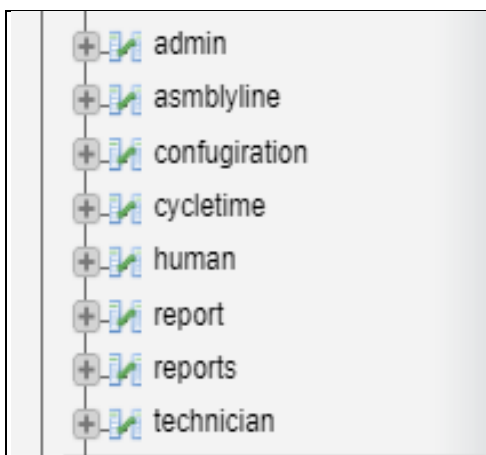 admin
asmblyline
confugiration
cycletime
human
report
reports
technician